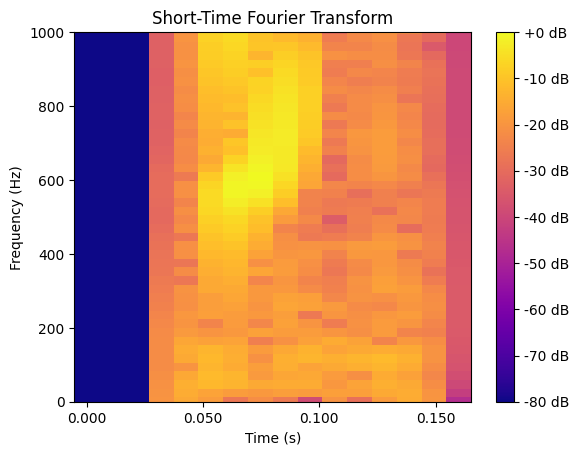 Short-Time Fourier Transform
1000
800
600
400
200
0
Frequency (Hz)
0.000
0.050
0.100
0.150
Time (s)
+0 dB
-10 dB
-20 dB
-30 dB
-40 dB
-50 dB
-60 dB
-70 dB
-80 dB